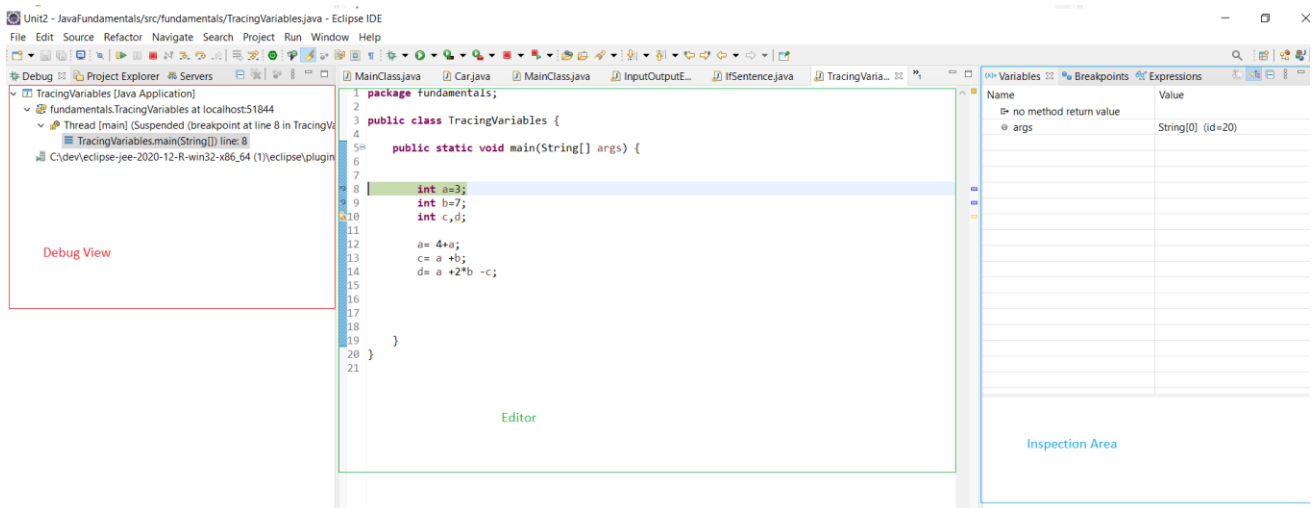 Unit2 - JavaFundamentals/src/fundamentals/TracingVariables.java - Eclipse IDE
File Edit Source Refactor Navigate Search Project Run Window Help
Debug Project Explorer Servers
TracingVariables [Java Application]
fundamentals.TracingVariables at localhost:51844
Thread [main] (Suspended (breakpoint at line 8 in TracingVa
TracingVariables.main(String[]) line: 8
C:\dev\eclipse-jee-2020-12-R-win32-x86_64 (1)\eclipse\plugin
Debug View
MainClass.java Car.java MainClass.java InputOutputE... IfSentence.java TracingVaria... »1
1 package fundamentals;
2
3 public class TracingVariables {
4
5 public static void main(String[] args) {
6
7
8 int a=3;
9 int b=7;
10 int c,d;
11
12 a= 4+a;
13 c= a +b;
14 d= a +2*b -c;
15
16
17
18
19 }
20 }
21
Editor
(x)= Variables Breakpoints Expressions
Name Value
no method return value
args String[0] (id=20)
Inspection Area